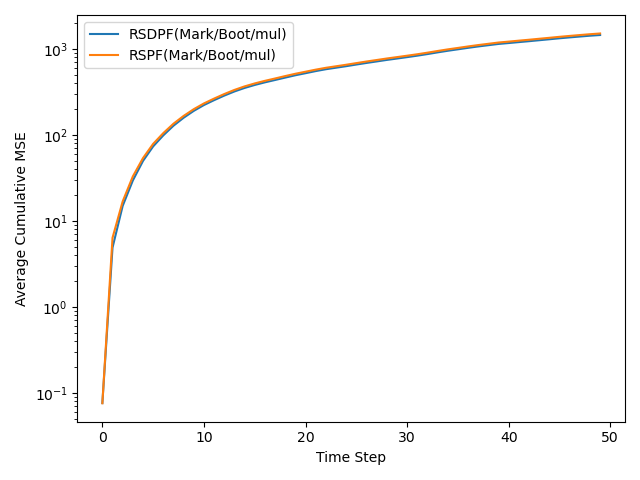 RSDPF(Mark/Boot/mul)
RSPF(Mark/Boot/mul)
Average Cumulative MSE
10³
10²
10¹
10⁰
10⁻¹
0 10 20 30 40 50
Time Step